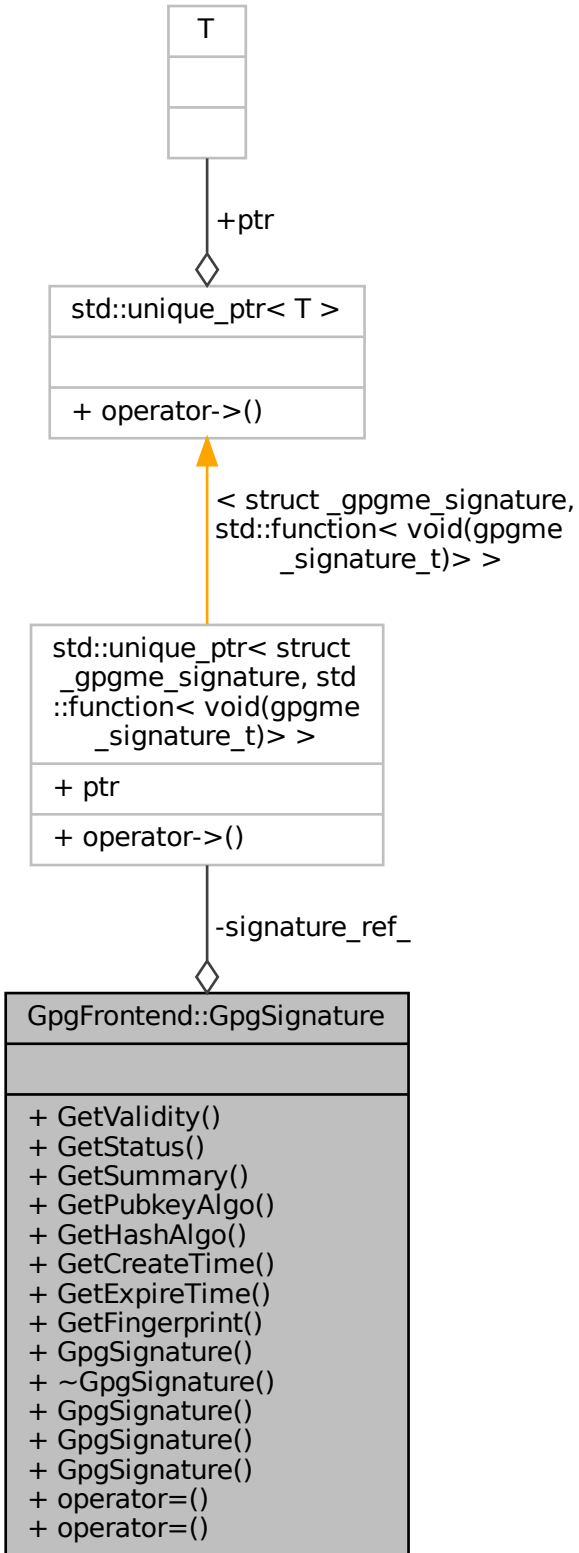 T
+ptr
std::unique_ptr< T >
+ operator->()
< struct _gpgme_signature,
std::function< void(gpgme
_signature_t)> >
std::unique_ptr< struct
_gpgme_signature, std
::function< void(gpgme
_signature_t)> >
+ ptr
+ operator->()
-signature_ref_
GpgFrontend::GpgSignature
+ GetValidity()
+ GetStatus()
+ GetSummary()
+ GetPubkeyAlgo()
+ GetHashAlgo()
+ GetCreateTime()
+ GetExpireTime()
+ GetFingerprint()
+ GpgSignature()
+ ~GpgSignature()
+ GpgSignature()
+ GpgSignature()
+ GpgSignature()
+ operator=()
+ operator=()